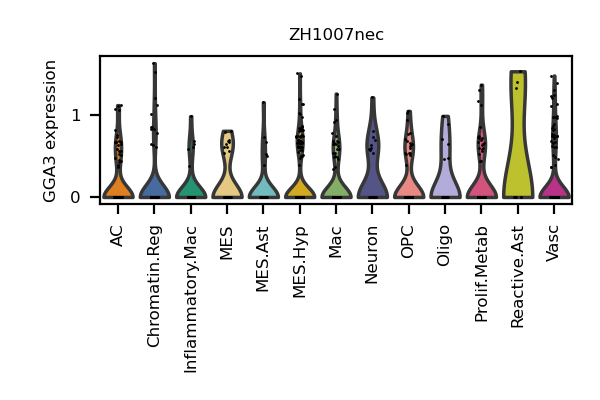 ZH1007nec
GGA3 expression
1
0
AC
Chromatin.Reg
Inflammatory.Mac
MES
MES.Ast
MES.Hyp
Mac
Neuron
OPC
Oligo
Prolif.Metab
Reactive.Ast
Vasc